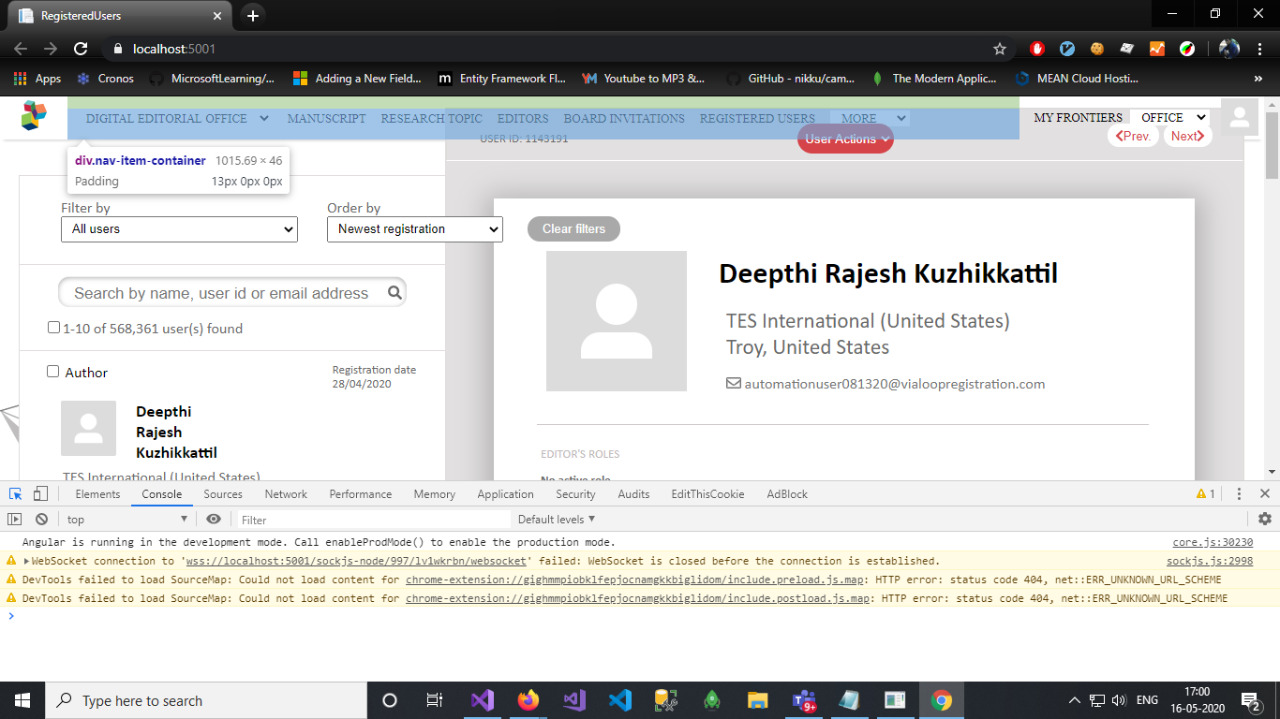 RegisteredUsers
localhost:5001
Apps Cronos MicrosoftLearning/... Adding a New Field... Entity Framework Fl... Youtube to MP3 &... GitHub - nikku/cam... The Modern Applic... MEAN Cloud Hosti... »
DIGITAL EDITORIAL OFFICE MANUSCRIPT RESEARCH TOPIC EDITORS BOARD INVITATIONS REGISTERED USERS MORE MY FRONTIERS OFFICE
USER ID: 1143191 User Actions Prev. Next
div.nav-item-container 1015.69 × 46
Padding 13px 0px 0px
Filter by Order by
All users Newest registration Clear filters
Search by name, user id or email address
1-10 of 568,361 user(s) found
Author Registration date
28/04/2020
Deepthi
Rajesh
Kuzhikkattil
TES International (United States)
Deepthi Rajesh Kuzhikkattil
TES International (United States)
Troy, United States
automationuser081320@vialoopregistration.com
EDITOR'S ROLES
No active role
Elements Console Sources Network Performance Memory Application Security Audits EditThisCookie AdBlock 1
top Filter Default levels
Angular is running in the development mode. Call enableProdMode() to enable the production mode. core.js:30230
WebSocket connection to 'wss://localhost:5001/sockjs-node/997/lv1wkrbn/websocket' failed: WebSocket is closed before the connection is established. sockjs.js:2998
DevTools failed to load SourceMap: Could not load content for chrome-extension://gighmmpiobklfepjocnamgkkbiglidom/include.preload.js.map: HTTP error: status code 404, net::ERR_UNKNOWN_URL_SCHEME
DevTools failed to load SourceMap: Could not load content for chrome-extension://gighmmpiobklfepjocnamgkkbiglidom/include.postload.js.map: HTTP error: status code 404, net::ERR_UNKNOWN_URL_SCHEME
Type here to search 9+ ENG 17:00
16-05-2020 2